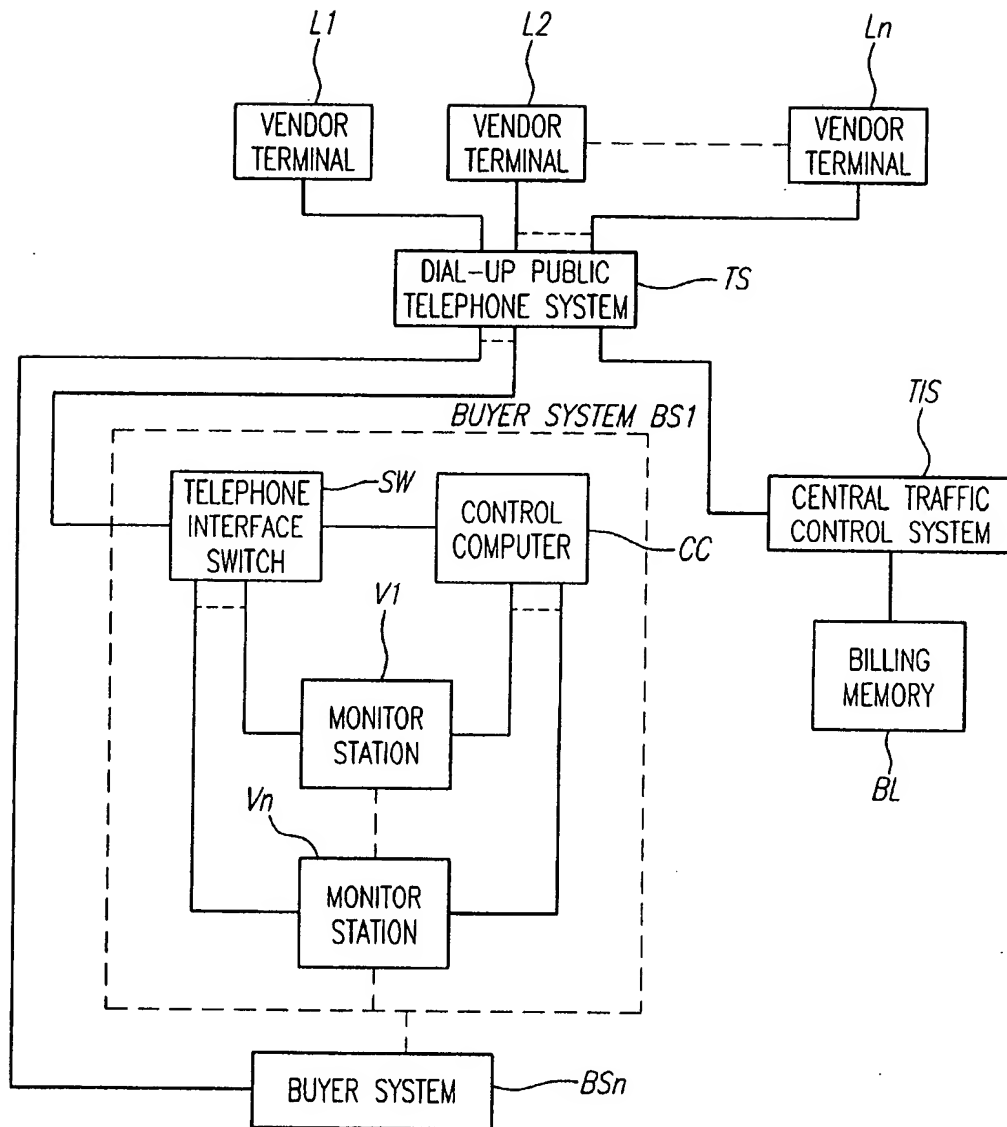 L1
L2
Ln
VENDOR
TERMINAL
VENDOR
TERMINAL
VENDOR
TERMINAL
DIAL-UP PUBLIC
TELEPHONE SYSTEM
TS
BUYER SYSTEM BS1
TIS
TELEPHONE
INTERFACE
SWITCH
SW
CONTROL
COMPUTER
CC
CENTRAL TRAFFIC
CONTROL SYSTEM
V1
MONITOR
STATION
BILLING
MEMORY
BL
Vn
MONITOR
STATION
BUYER SYSTEM
BSn